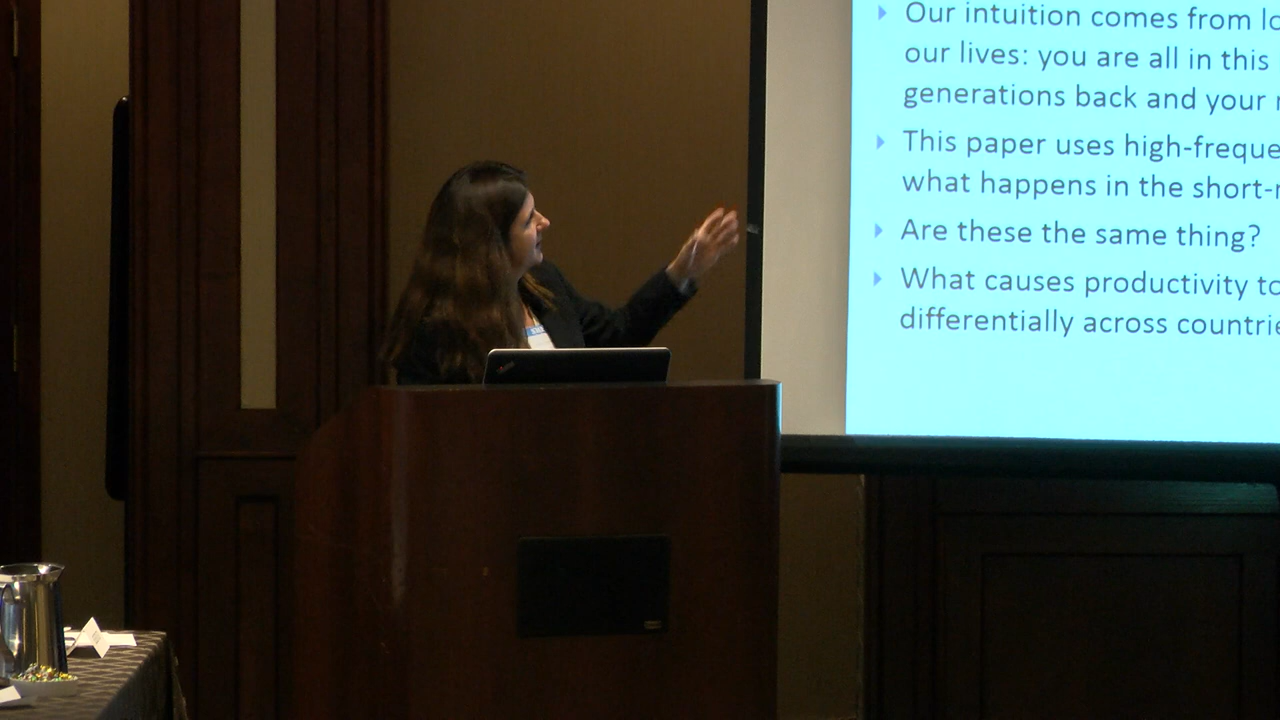 Our intuition comes from lo
our lives: you are all in this
generations back and your
This paper uses high-freque
what happens in the short-r
Are these the same thing?
What causes productivity to
differentially across countrie